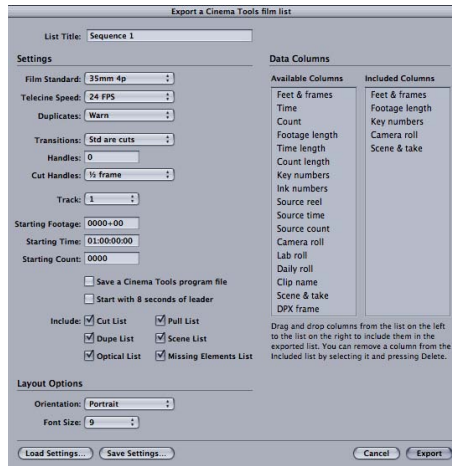 Export a Cinema Tools film list
List Title: Sequence 1
Settings
Film Standard: 35mm 4p
Telecine Speed: 24 FPS
Duplicates: Warn
Transitions: Std are cuts
Handles: 0
Cut Handles: ½ frame
Track: 1
Starting Footage: 0000+00
Starting Time: 01:00:00:00
Starting Count: 0000
Save a Cinema Tools program file
Start with 8 seconds of leader
Include: Cut List Pull List
Dupe List Scene List
Optical List Missing Elements List
Layout Options
Orientation: Portrait
Font Size: 9
Data Columns
Available Columns
Feet & frames
Time
Count
Footage length
Time length
Count length
Key numbers
Ink numbers
Source reel
Source time
Source count
Camera roll
Lab roll
Daily roll
Clip name
Scene & take
DPX frame
Included Columns
Feet & frames
Footage length
Key numbers
Camera roll
Scene & take
Drag and drop columns from the list on the left
to the list on the right to include them in the
exported list. You can remove a column from the
Included list by selecting it and pressing Delete.
Load Settings... Save Settings... Cancel Export